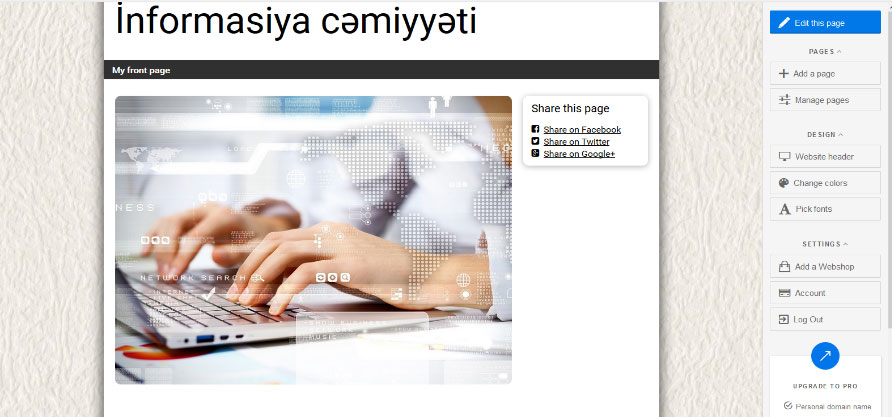 İnformasiya cəmiyyəti
My front page
NESS
NETWORK SEARCH
INTERNET
Share this page
Share on Facebook
Share on Twitter
Share on Google+
Edit this page
PAGES
Add a page
Manage pages
DESIGN
Website header
Change colors
Pick fonts
SETTINGS
Add a Webshop
Account
Log Out
UPGRADE TO PRO
Personal domain name